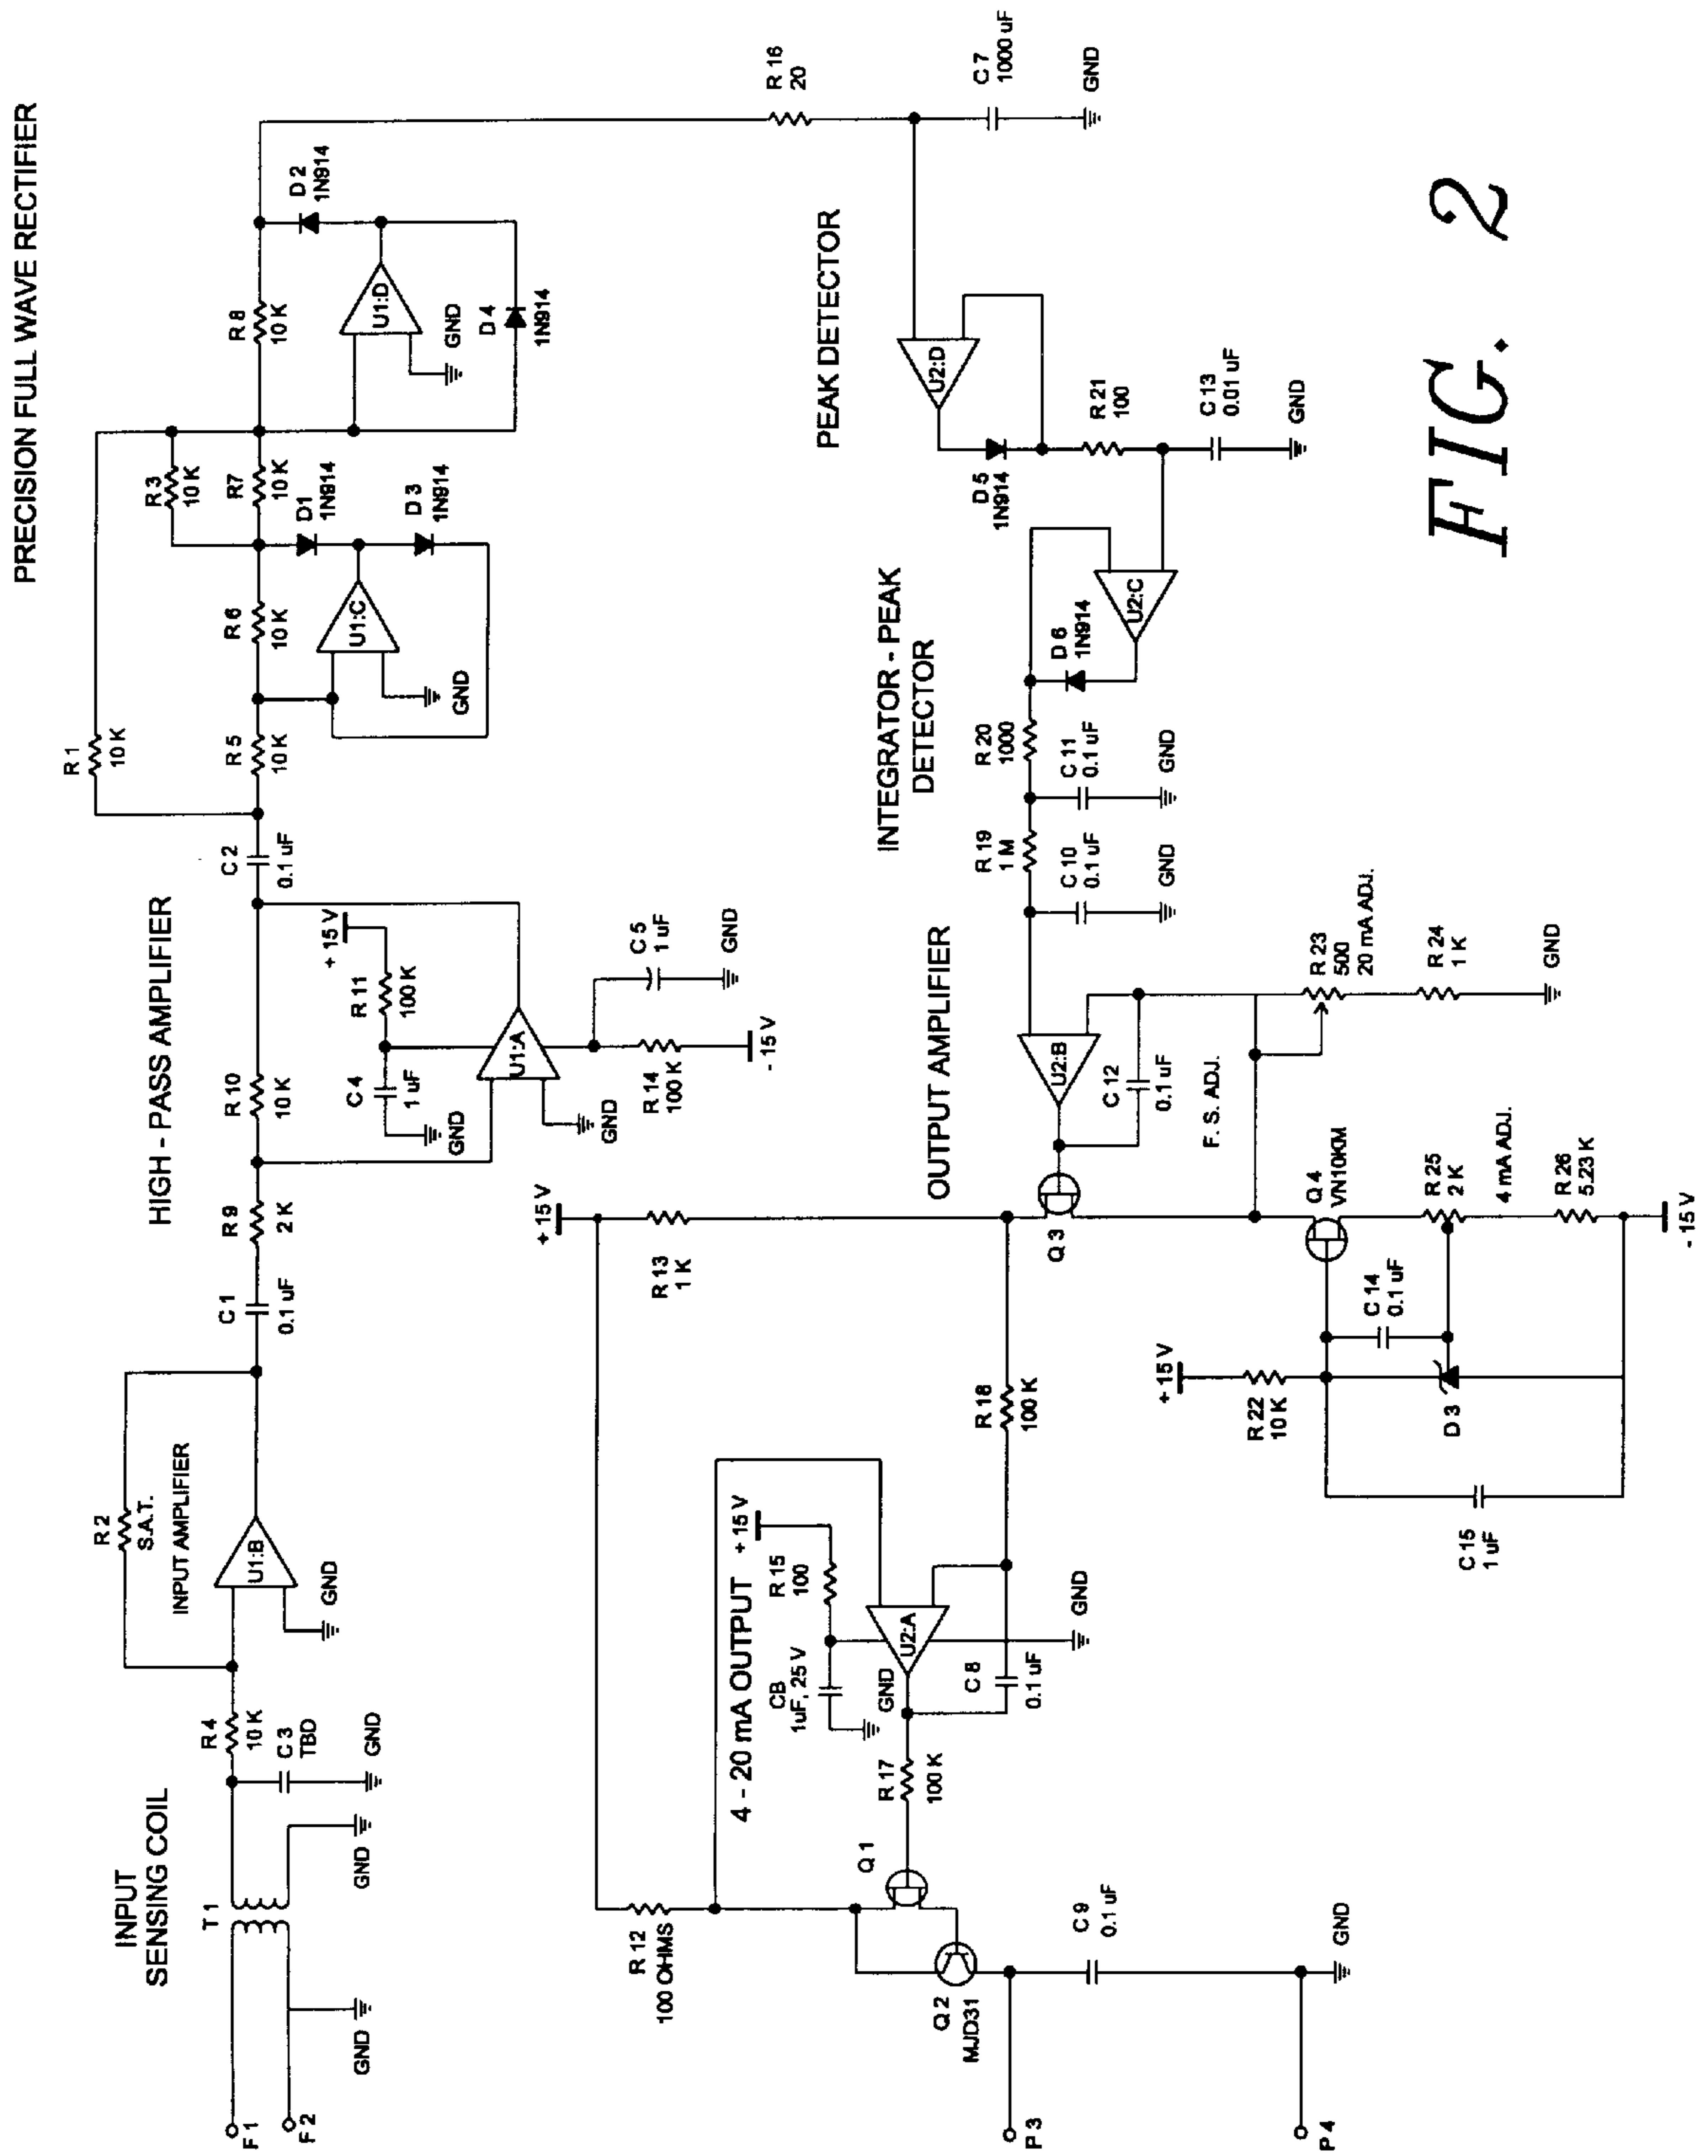 PRECISION FULL WAVE RECTIFIER
R 1
10 K
R 3
10 K
C 2
0.1 uF
R 5
10 K
R 6
10 K
R7
10 K
R 8
10 K
D1
1N914
D 3
1N914
D 2
1N914
D 4
1N914
U1:C
GND
U1:D
GND
R 16
20
C 7
1000 uF
GND
HIGH - PASS AMPLIFIER
C 1
0.1 uF
R 9
2 K
R 10
10 K
+ 15 V
R 11
100 K
C 4
1 uF
GND
U1:A
GND
C 5
1 uF
GND
R 14
100 K
- 15 V
INPUT
SENSING COIL
F1
F 2
T 1
GND
GND
C 3
TBD
GND
R 4
10 K
R 2
S.A.T.
INPUT AMPLIFIER
U1:B
GND
PEAK DETECTOR
U2:D
D 5
1N914
R 21
100
C 13
0.01 uF
GND
INTEGRATOR - PEAK
DETECTOR
U2:C
D 6
1N914
R 20
1000
C 11
0.1 uF
GND
R 19
1 M
C 10
0.1 uF
GND
OUTPUT AMPLIFIER
U2:B
C 12
0.1 uF
F. S. ADJ.
R 23
500
20 mA ADJ.
R 24
1 K
GND
+ 15 V
R 13
1 K
Q 3
Q 4
VN10KM
R 25
2 K
4 mA ADJ.
R 26
5.23 K
- 15 V
+ 15 V
R 22
10 K
C 14
0.1 uF
D 3
C 15
1 uF
R 18
100 K
4 - 20 mA OUTPUT
+ 15 V
R 15
100
CB
1uF, 25 V
GND
U2:A
GND
C 8
0.1 uF
R 17
100 K
Q 1
R 12
100 OHMS
Q 2
MJD31
C 9
0.1 uF
GND
P 3
P 4
FIG. 2